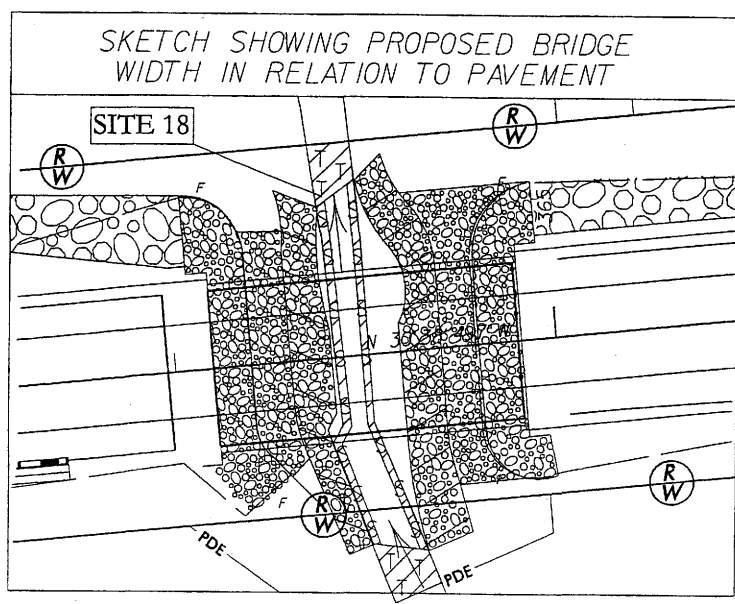 SKETCH SHOWING PROPOSED BRIDGE
WIDTH IN RELATION TO PAVEMENT
SITE 18
R/W
R/W
T
T
T
T
F
F
F
F
R/W
R/W
PDE
PDE
T
T
T